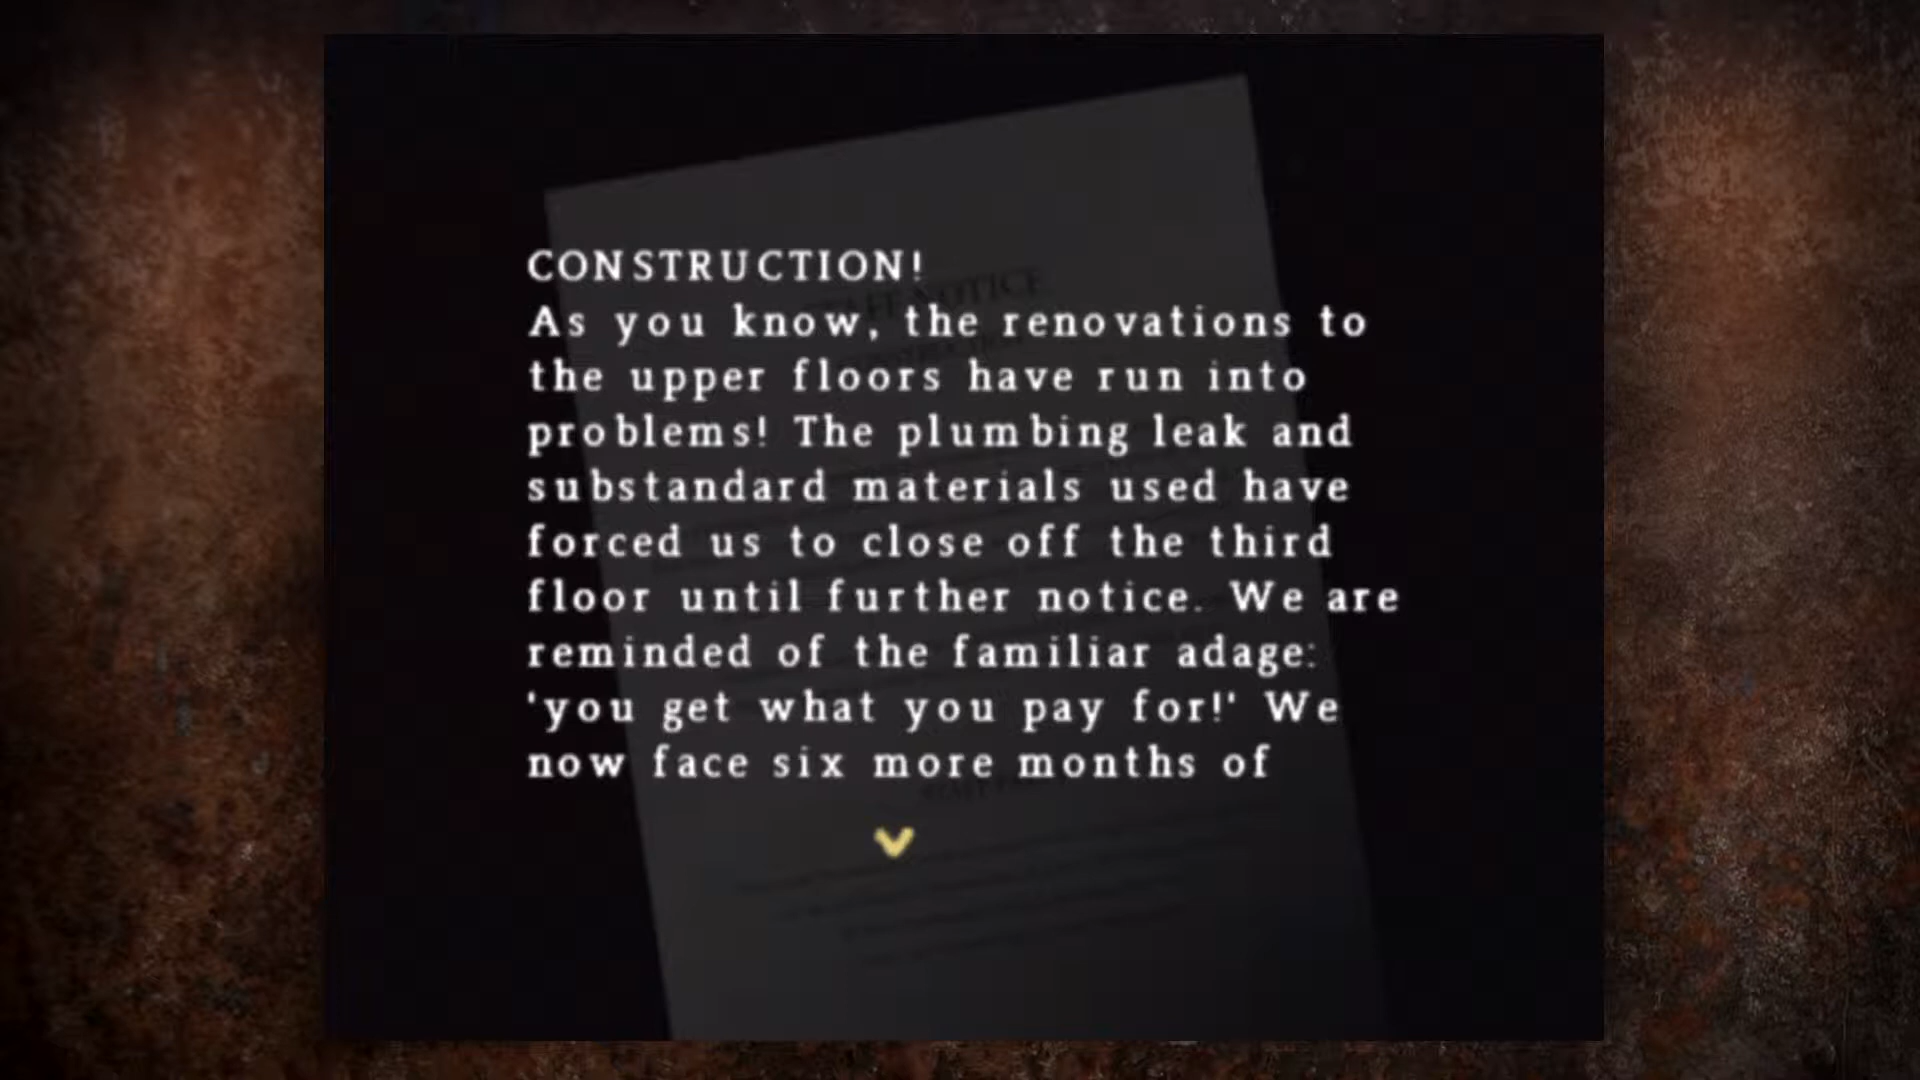 CONSTRUCTION!
As you know, the renovations to
the upper floors have run into
problems! The plumbing leak and
substandard materials used have
forced us to close off the third
floor until further notice. We are
reminded of the familiar adage:
'you get what you pay for!' We
now face six more months of
STAFF NOTICE